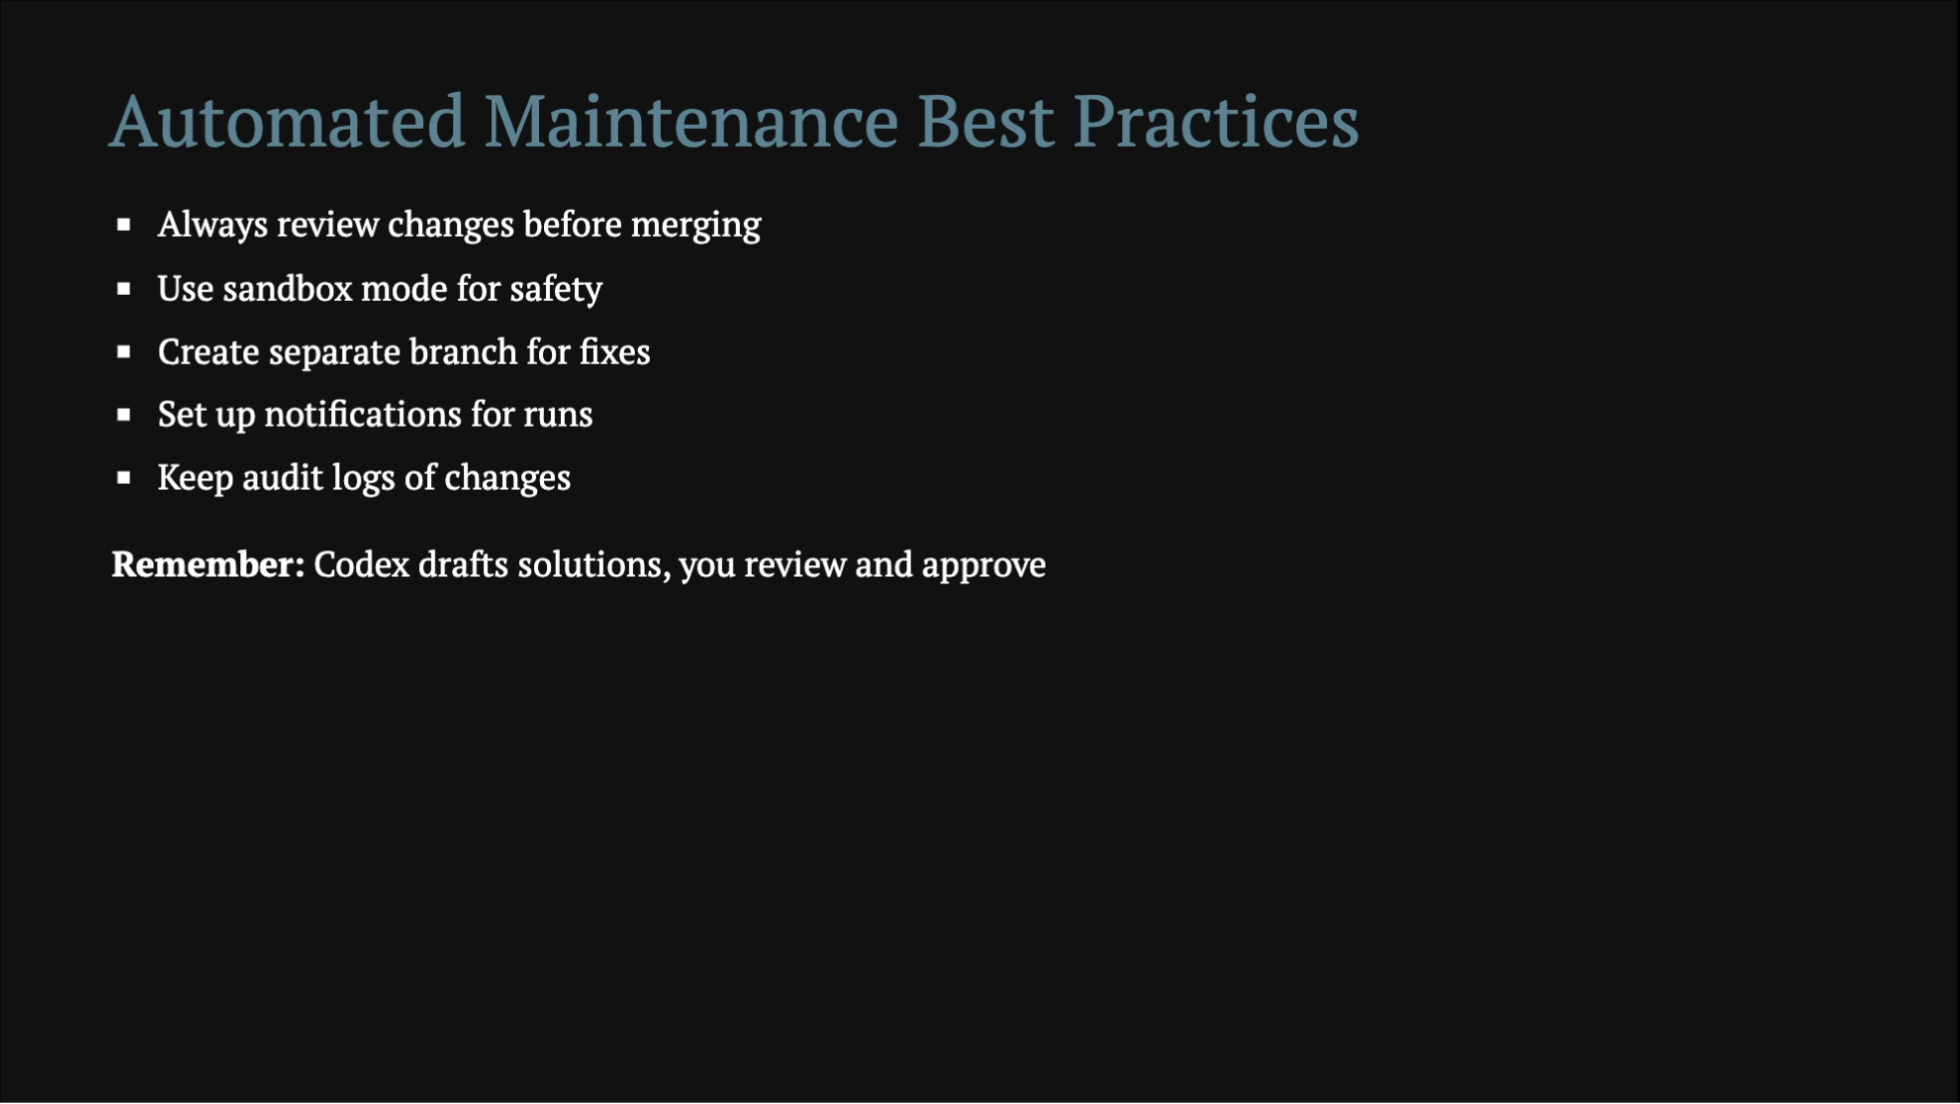 Automated Maintenance Best Practices
▪ Always review changes before merging
▪ Use sandbox mode for safety
▪ Create separate branch for fixes
▪ Set up notifications for runs
▪ Keep audit logs of changes
Remember: Codex drafts solutions, you review and approve